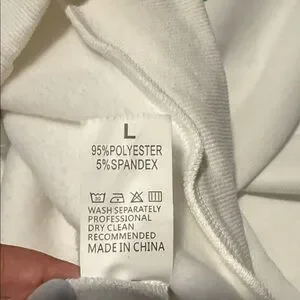 L
95%POLYESTER
5%SPANDEX
WASH SEPARATELY
PROFESSIONAL
DRY CLEAN
RECOMMENDED
MADE IN CHINA